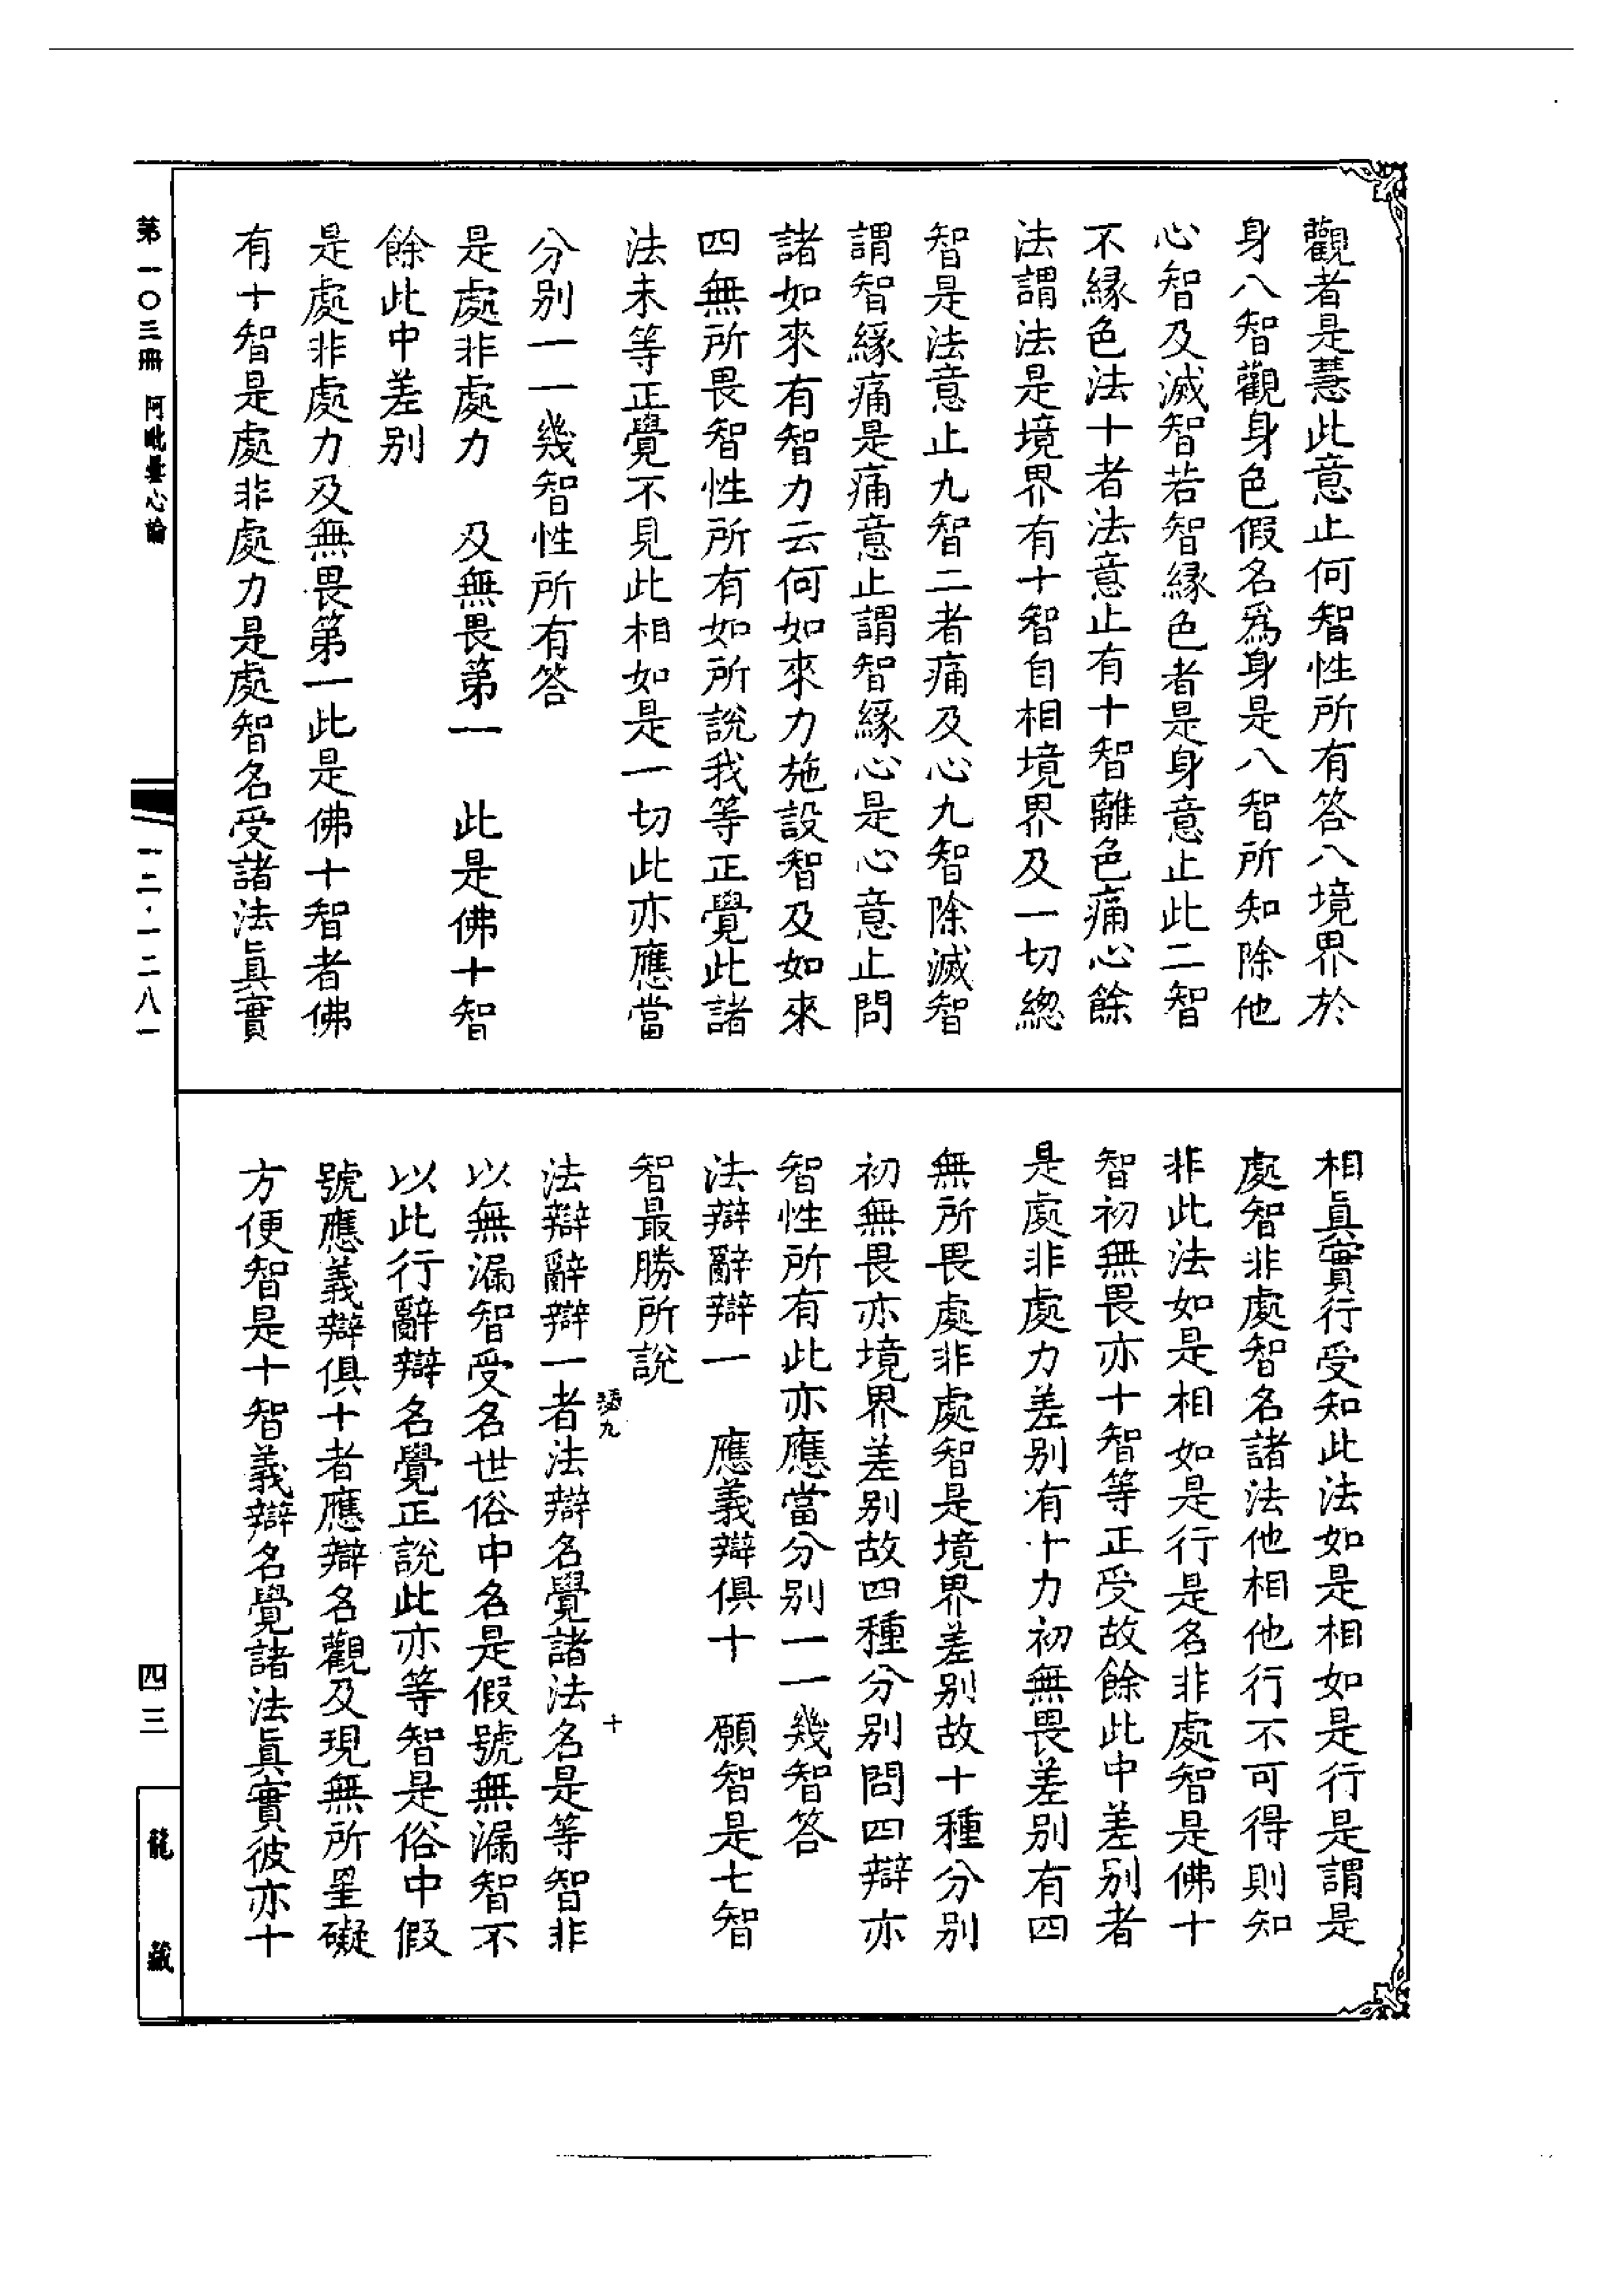 觀者是慧此意止何智性所有答八境界於
身八智觀身色假名爲身是八智所知除他
心智及滅智若智緣色者是身意止此二智
不緣色法十者法意止有十智離色痛心餘
法謂法是境界有十智自相境界及一切總
智是法意止九智二者痛及心九智除滅智
謂智緣痛是痛意止謂智緣心是心意止問
諸如來有智力云何如來力施設智及如來
四無所畏智性所有如所說我等正覺此諸
法未等正覺不見此相如是一切此亦應當
分別一一幾智性所有答
是處非處力　及無畏第一　此是佛十智
餘此中差別
是處非處力及無畏第一此是佛十智者佛
有十智是處非處力是處智名受諸法眞實
相眞實行受知此法如是相如是行是謂是
處智非處智名諸法他相他行不可得則知
非此法如是相如是行是名非處智是佛十
智初無畏亦十智等正受故餘此中差別者
是處非處力差別有十力初無畏差別有四
無所畏處非處智是境界差別故十種分別
初無畏亦境界差別故四種分別問四辯亦
智性所有此亦應當分別一一幾智答
法辯辭辯一　應義辯俱十　願智是七智
智最勝所說
法辯辭辯一者法辯名覺諸法名是等智非
以無漏智受名世俗中名是假號無漏智不
以此行辭辯名覺正說此亦等智是俗中假
號應義辯俱十者應辯名觀及現無所罣礙
方便智是十智義辯名覺諸法眞實彼亦十
九
十
第一〇三冊　阿毗曇心論
一二·一二八一
四三
龍藏